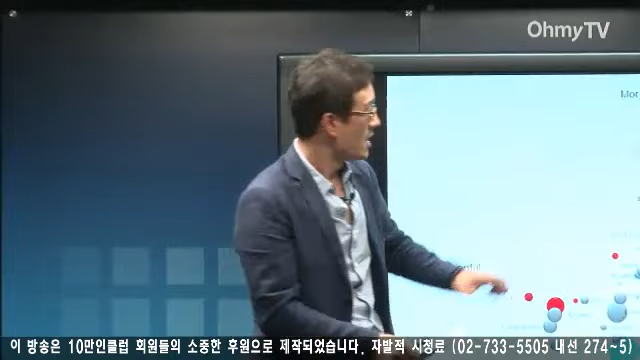 OhmyTV
이 방송은 10만인클럽 회원들의 소중한 후원으로 제작되었습니다. 자발적 시청료 (02-733-5505 내선 274~5)